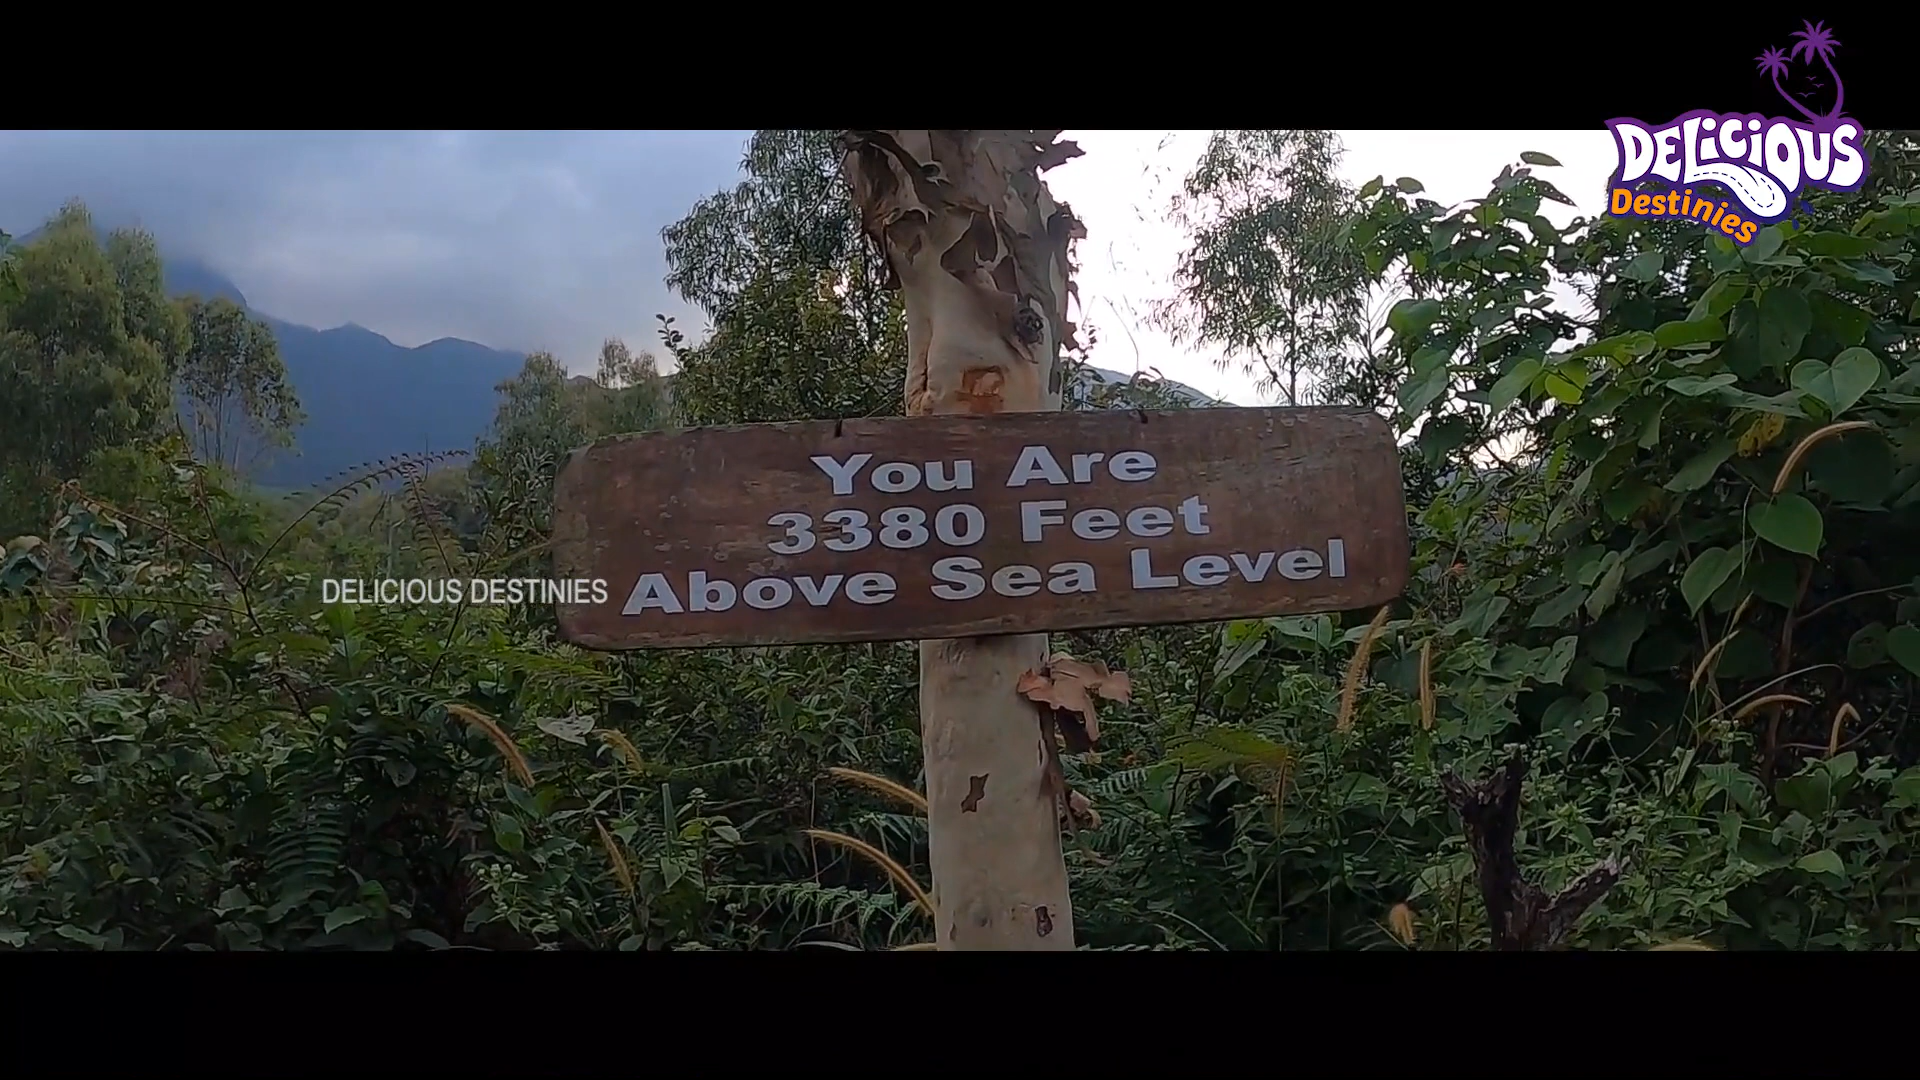 DELiCiOUS
Destinies
You Are
3380 Feet
Above Sea Level
DELICIOUS DESTINIES